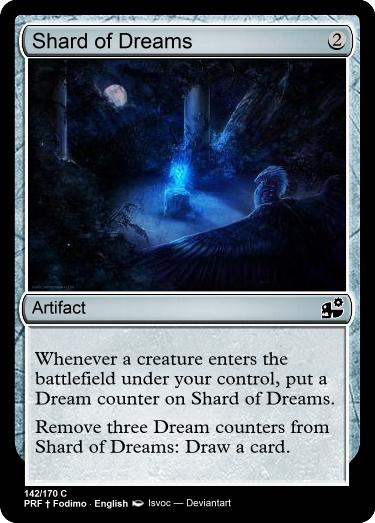 Shard of Dreams 2
Artifact
Whenever a creature enters the
battlefield under your control, put a
Dream counter on Shard of Dreams.
Remove three Dream counters from
Shard of Dreams: Draw a card.
142/170 C
PRF † Fodimo · English Isvoc — Deviantart